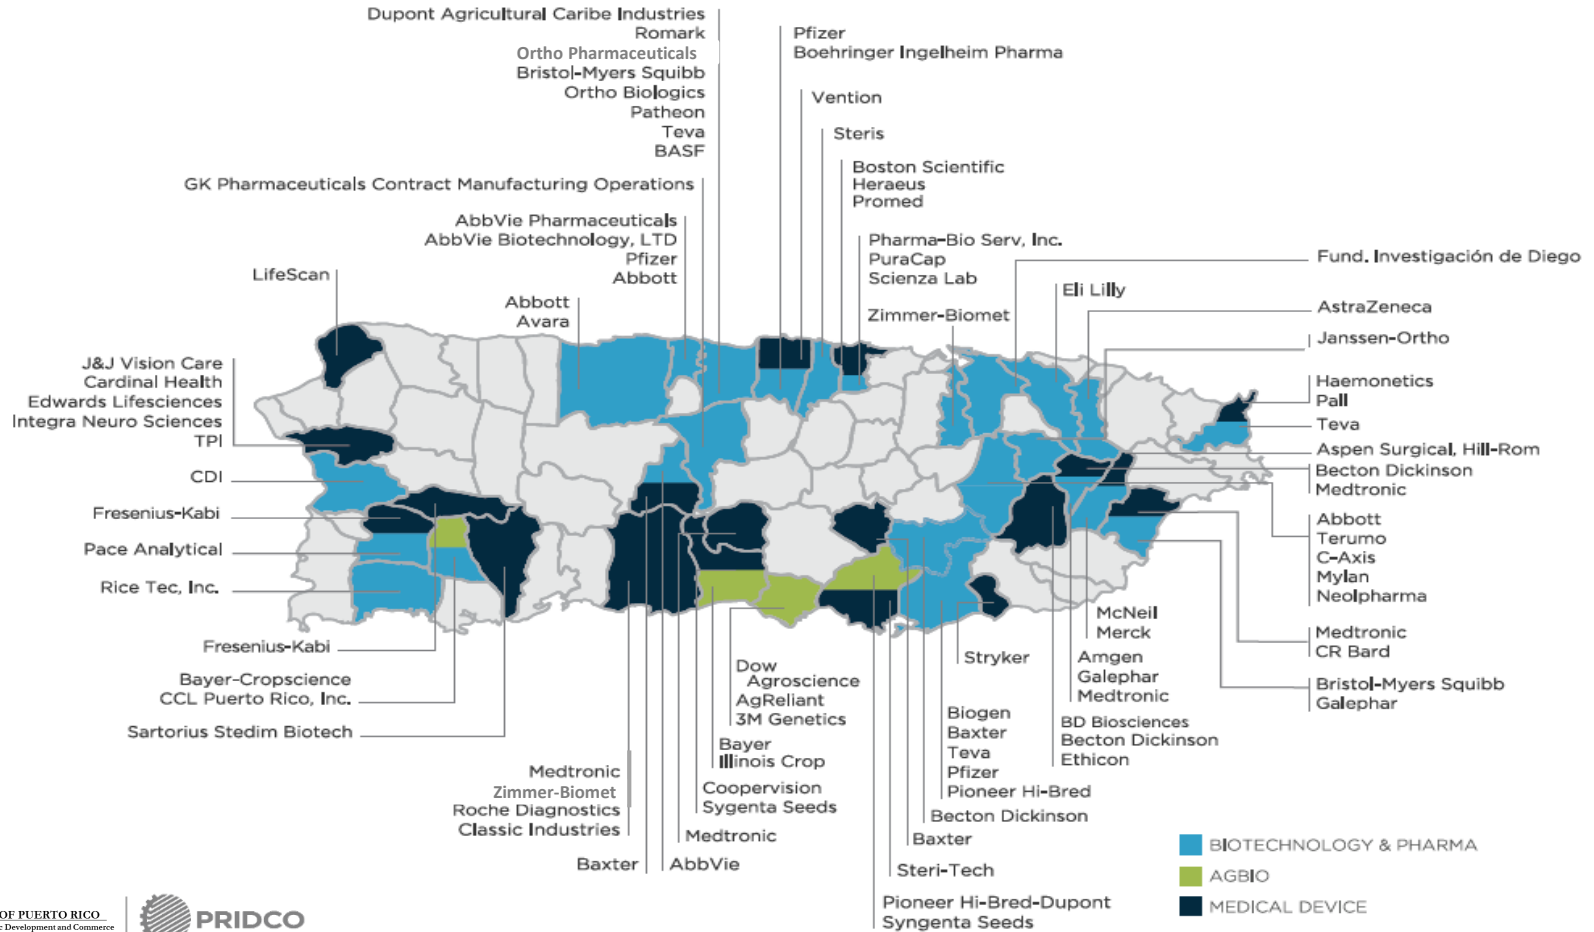 Dupont Agricultural Caribe Industries
Romark
Ortho Pharmaceuticals
Bristol-Myers Squibb
Ortho Biologics
Patheon
Teva
BASF
GK Pharmaceuticals Contract Manufacturing Operations
AbbVie Pharmaceuticals
AbbVie Biotechnology, LTD
Pfizer
Abbott
Abbott
Avara
LifeScan
Pfizer
Boehringer Ingelheim Pharma
Vention
Steris
Boston Scientific
Heraeus
Promed
Pharma-Bio Serv, Inc.
PuraCap
Scienza Lab
Zimmer-Biomet
Eli Lilly
Fund. Investigación de Diego
AstraZeneca
Janssen-Ortho
Haemonetics
Pall
Teva
Aspen Surgical, Hill-Rom
Becton Dickinson
Medtronic
Abbott
Terumo
C-Axis
Mylan
Neolpharma
Medtronic
CR Bard
Bristol-Myers Squibb
Galephar
J&J Vision Care
Cardinal Health
Edwards Lifesciences
Integra Neuro Sciences
TPI
CDI
Fresenius-Kabi
Pace Analytical
Rice Tec, Inc.
Fresenius-Kabi
Bayer-Cropscience
CCL Puerto Rico, Inc.
Sartorius Stedim Biotech
Medtronic
Zimmer-Biomet
Roche Diagnostics
Classic Industries
Baxter
AbbVie
Medtronic
Coopervision
Sygenta Seeds
Bayer
Illinois Crop
Dow
Agroscience
AgReliant
3M Genetics
Stryker
McNeil
Merck
Amgen
Galephar
Medtronic
BD Biosciences
Becton Dickinson
Ethicon
Biogen
Baxter
Teva
Pfizer
Pioneer Hi-Bred
Becton Dickinson
Baxter
Steri-Tech
Pioneer Hi-Bred-Dupont
Syngenta Seeds
BIOTECHNOLOGY & PHARMA
AGBIO
MEDICAL DEVICE
OF PUERTO RICO
Development and Commerce
PRIDCO